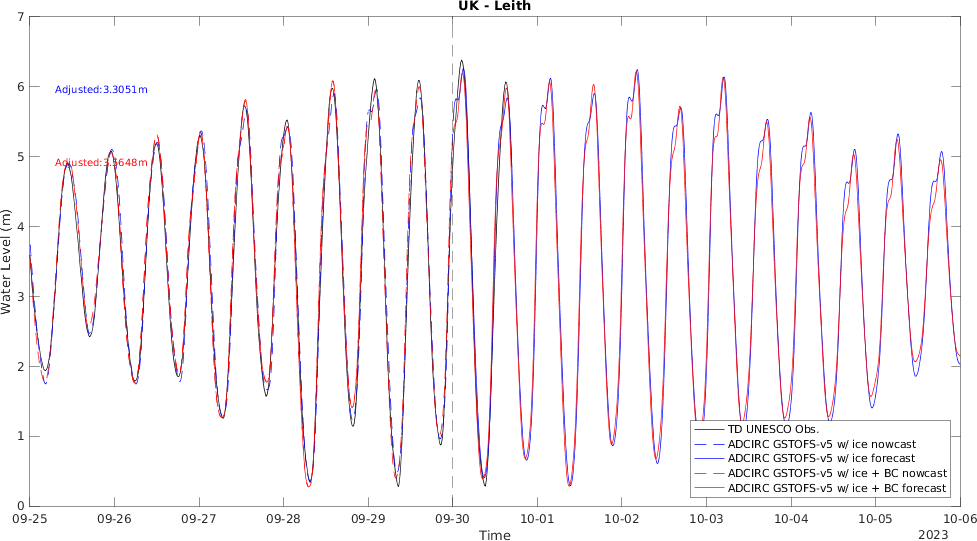 UK - Leith
7
6
5
4
3
2
1
0
Water Level (m)
Adjusted:3.3051m
Adjusted:3.3648m
TD UNESCO Obs.
ADCIRC GSTOFS-v5 w/ ice nowcast
ADCIRC GSTOFS-v5 w/ ice forecast
ADCIRC GSTOFS-v5 w/ ice + BC nowcast
ADCIRC GSTOFS-v5 w/ ice + BC forecast
09-25 09-26 09-27 09-28 09-29 09-30 10-01 10-02 10-03 10-04 10-05 10-06
Time
2023